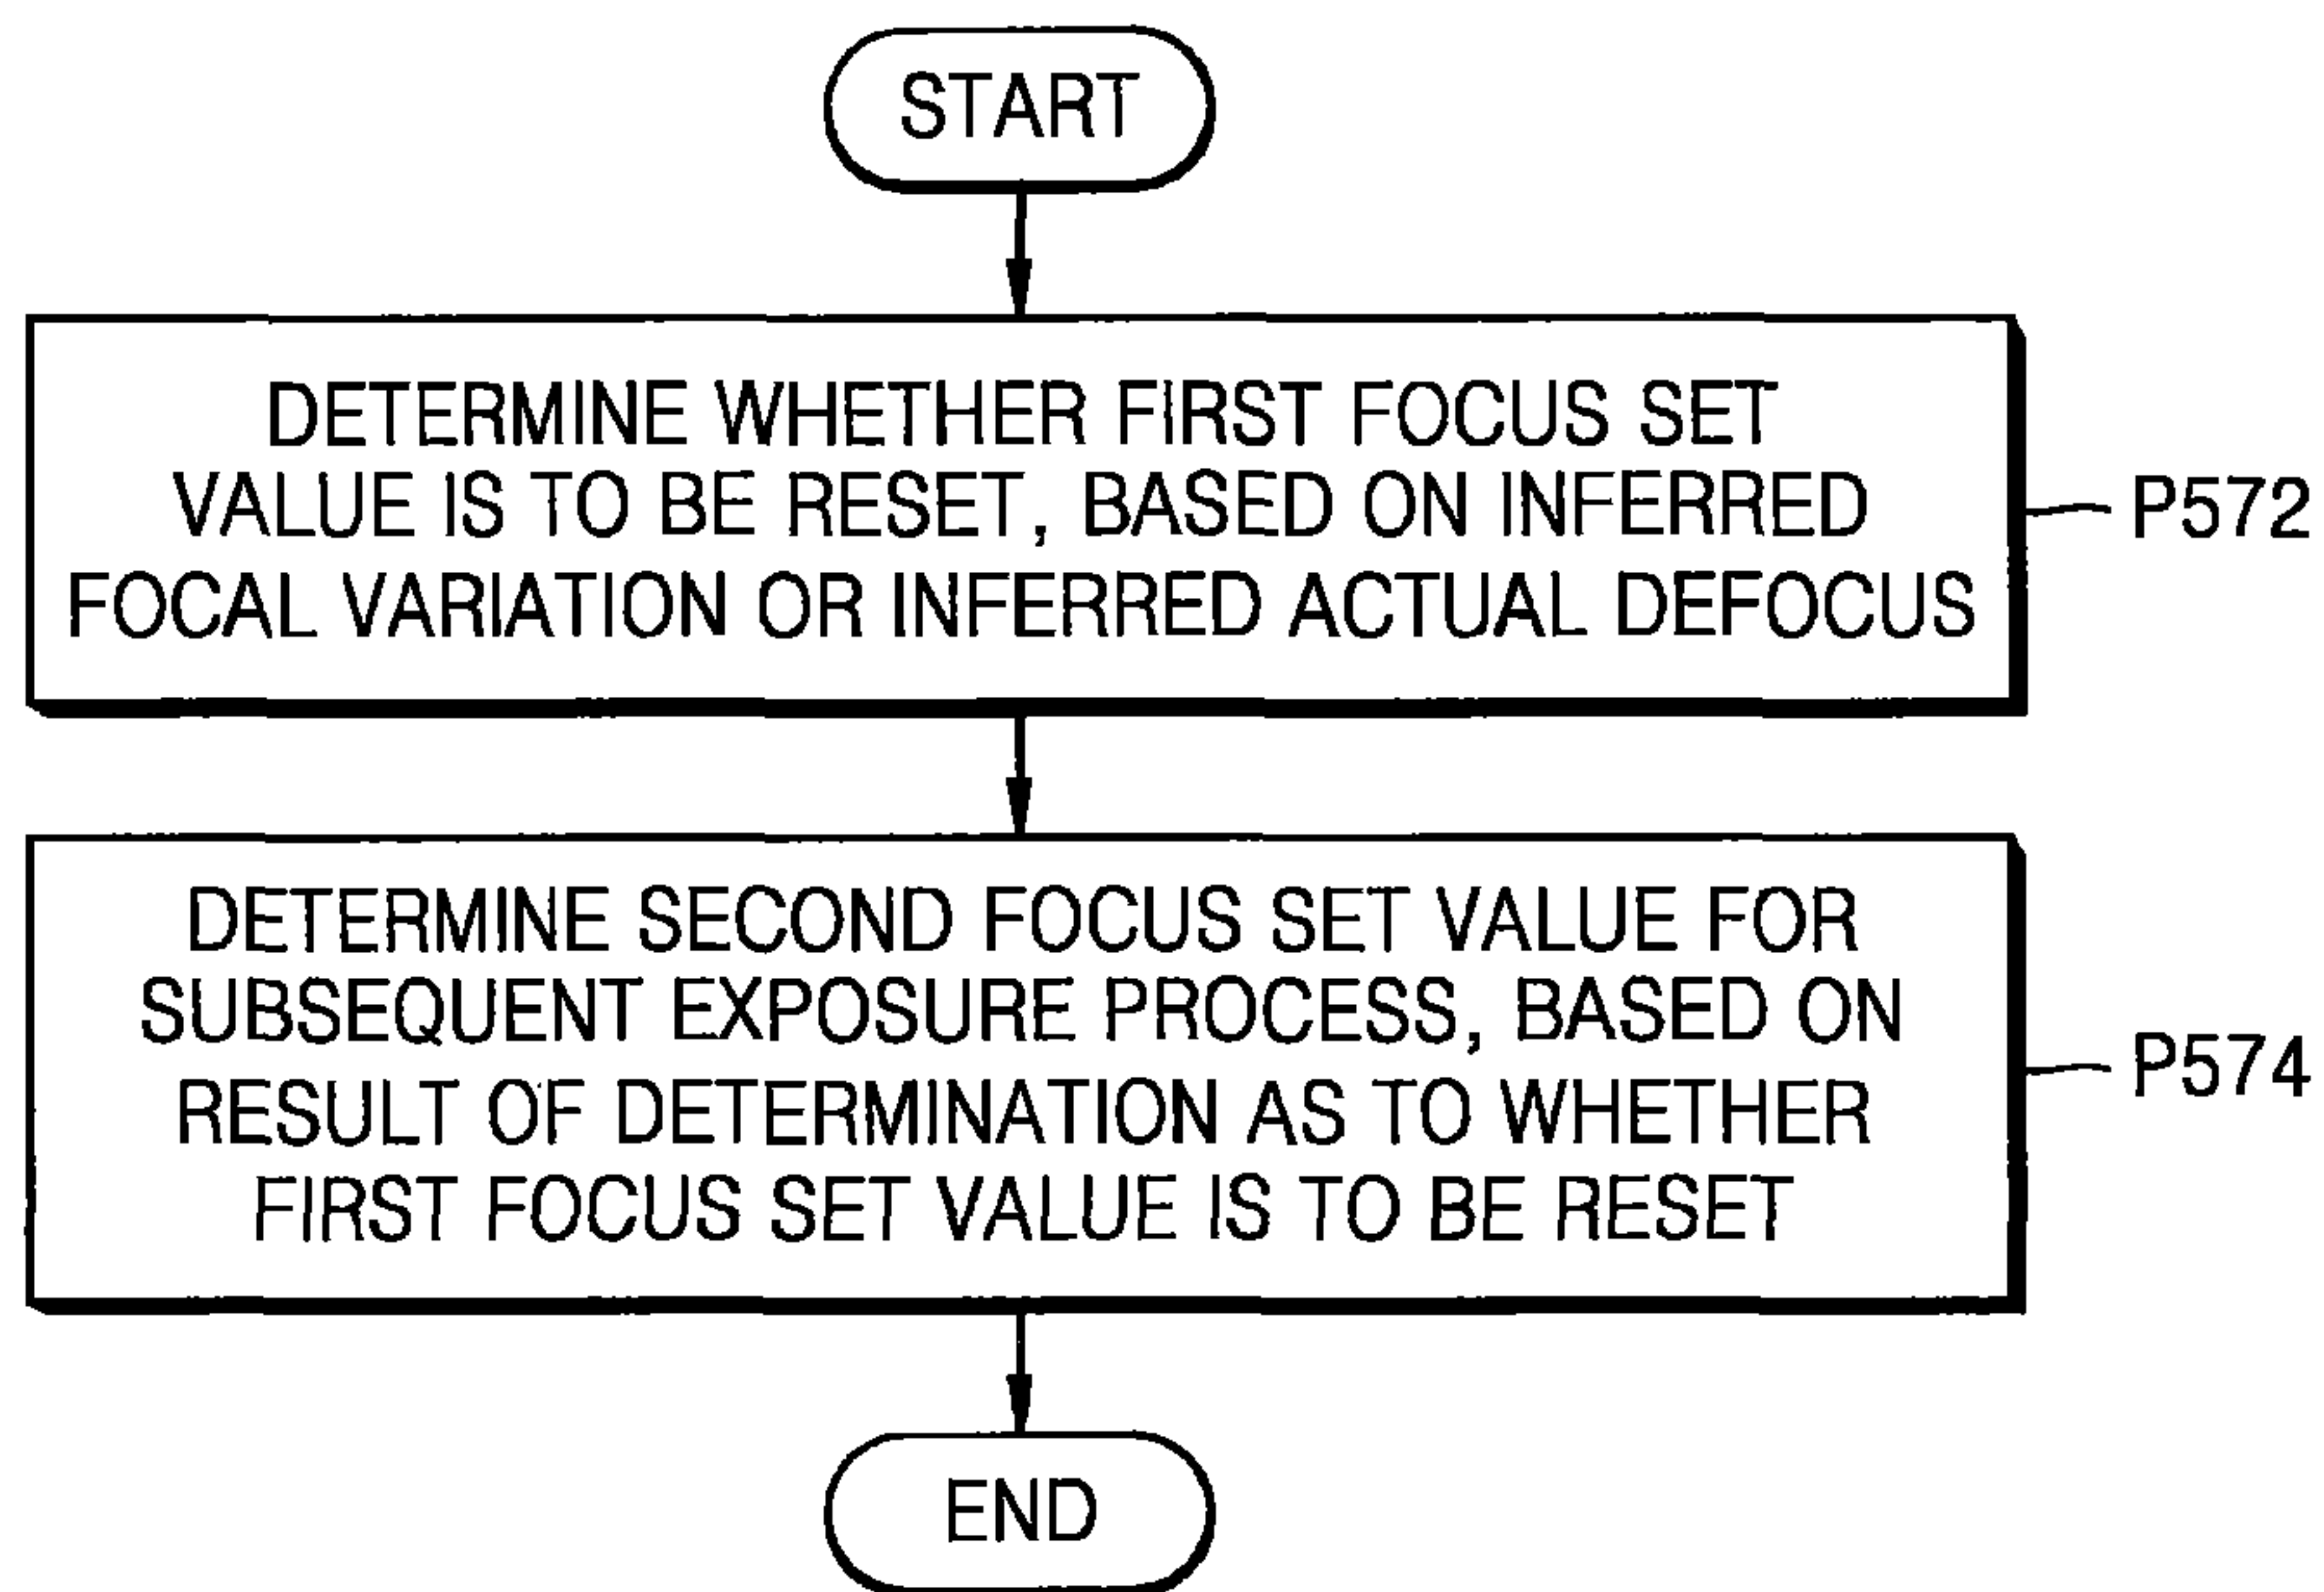 START
DETERMINE WHETHER FIRST FOCUS SET
VALUE IS TO BE RESET, BASED ON INFERRED
FOCAL VARIATION OR INFERRED ACTUAL DEFOCUS
P572
DETERMINE SECOND FOCUS SET VALUE FOR
SUBSEQUENT EXPOSURE PROCESS, BASED ON
RESULT OF DETERMINATION AS TO WHETHER
FIRST FOCUS SET VALUE IS TO BE RESET
P574
END